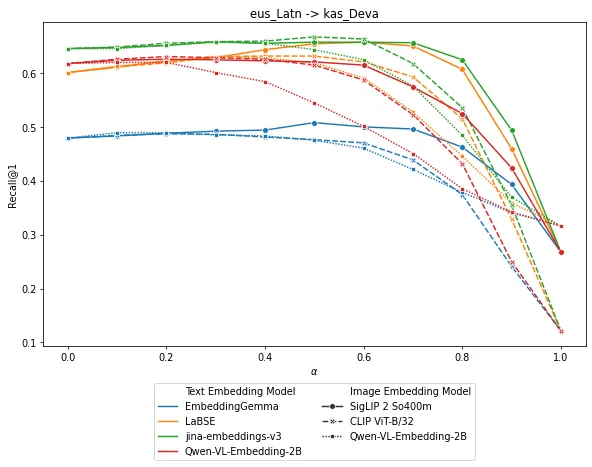 eus_Latn -> kas_Deva
Recall@1
0.6
0.5
0.4
0.3
0.2
0.1
0.0 0.2 0.4 0.6 0.8 1.0
α
Text Embedding Model
EmbeddingGemma
LaBSE
jina-embeddings-v3
Qwen-VL-Embedding-2B
Image Embedding Model
SigLIP 2 So400m
CLIP ViT-B/32
Qwen-VL-Embedding-2B